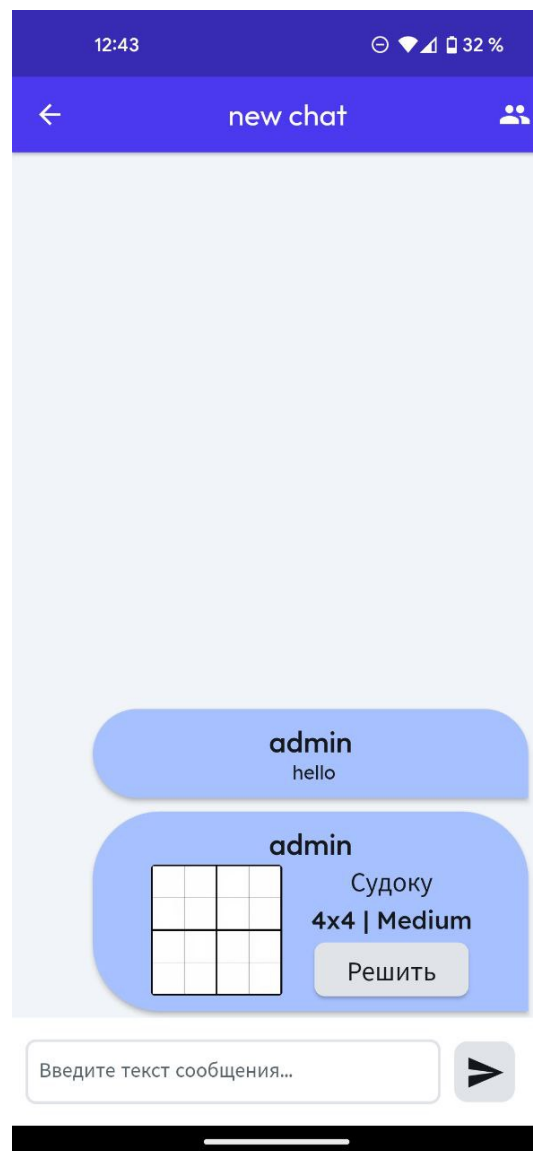 12:43 32 %
new chat
admin
hello
admin
Судоку
4x4 | Medium
Решить
Введите текст сообщения...